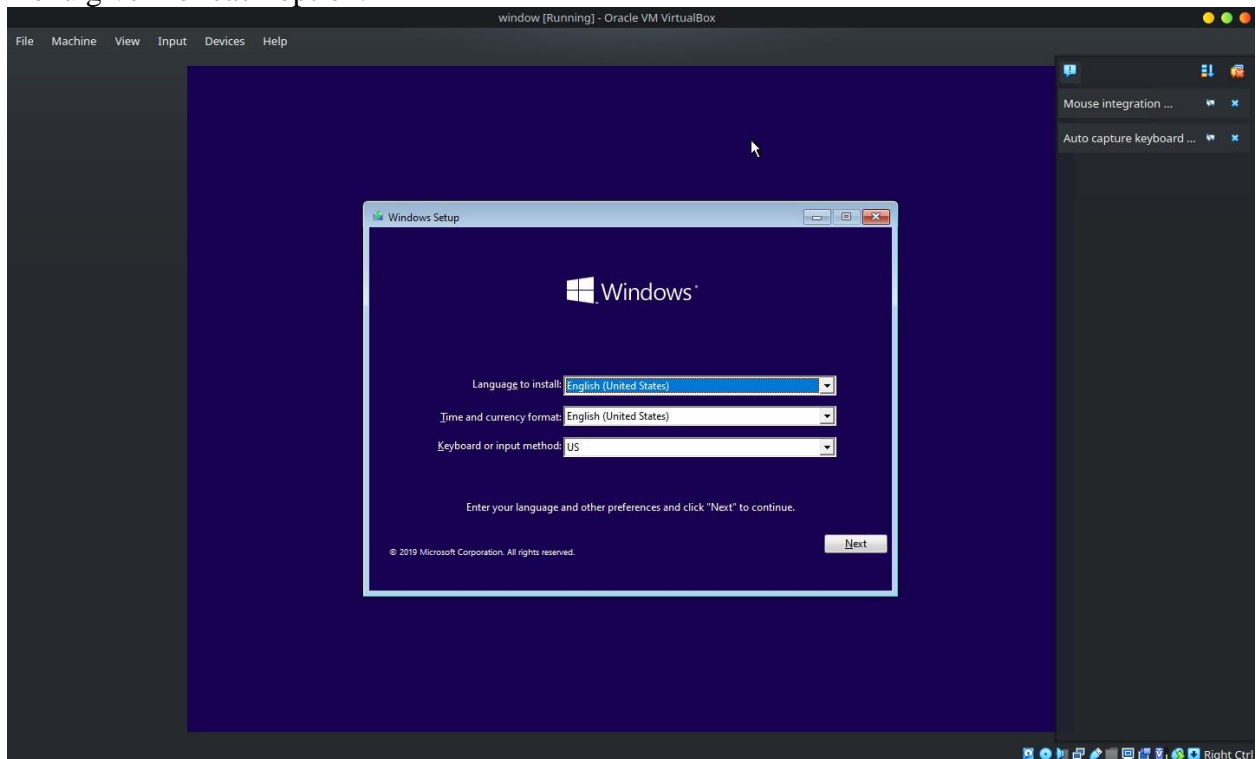 window [Running] - Oracle VM VirtualBox
File Machine View Input Devices Help
Mouse integration ...
Auto capture keyboard ...
Windows Setup
Windows
Language to install: English (United States)
Time and currency format: English (United States)
Keyboard or input method: US
Enter your language and other preferences and click "Next" to continue.
© 2019 Microsoft Corporation. All rights reserved.
Next
Right Ctrl